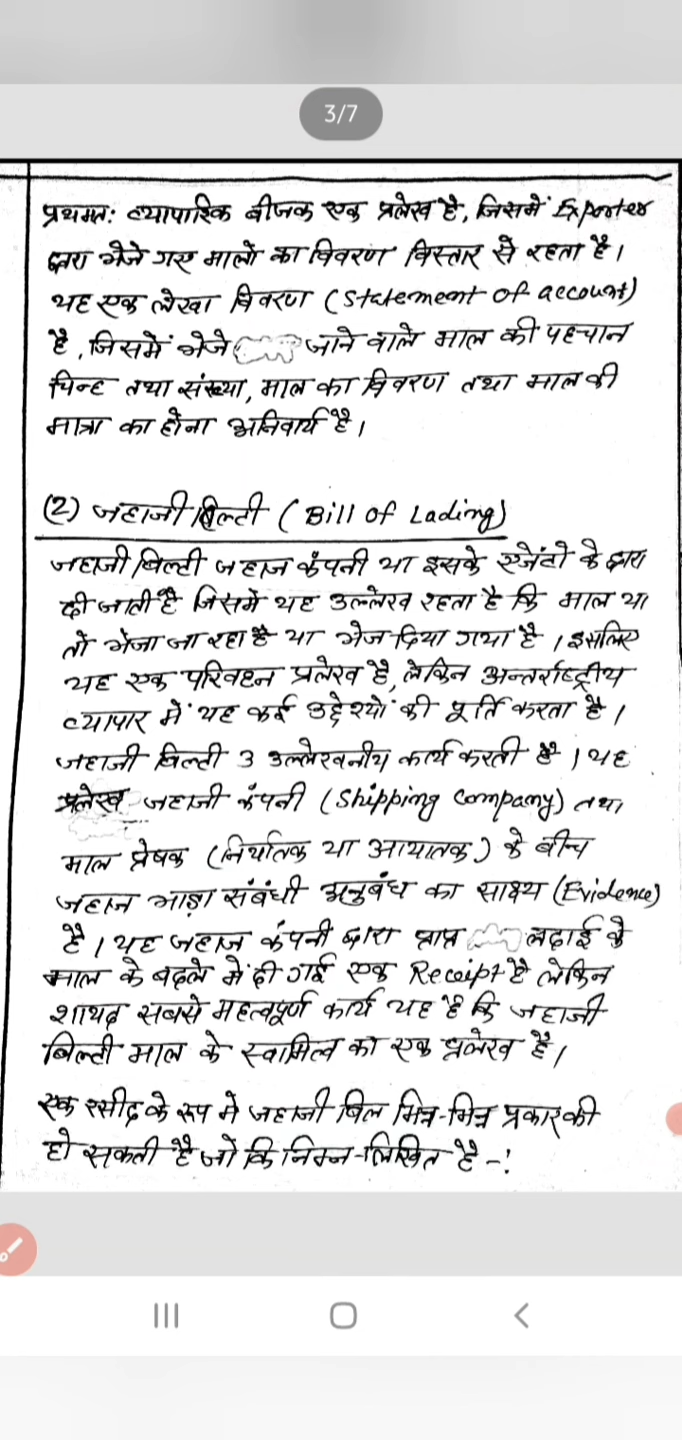 3/7
प्रथमतः व्यापारिक बीजक एक प्रलेख है, जिसमें Exporter
द्वारा भेजे गए मालो का विवरण विस्तार से रहता है।
यह एक लेखा विवरण (Statement of account)
है, जिसमें भेजे जाने वाले माल की पहचान
चिन्ह तथा संख्या, माल का विवरण तथा माल की
मात्रा का होना अनिवार्य है।
(2) जहाजी बिल्टी ( Bill of Lading)
जहाजी बिल्टी जहाज कंपनी या इसके एजेंटो के द्वारा
दी जाती है जिसमे यह उल्लेख रहता है कि माल या
तो भेजा जा रहा है या भेज दिया गया है । इसलिए
यह एक परिवहन प्रलेख है, लेकिन अन्तर्राष्ट्रीय
व्यापार में यह कई उद्देश्यों की पूर्ति करता है।
जहाजी बिल्टी 3 उल्लेखनीय कार्य करती है । यह
प्रलेख जहाजी कंपनी (Shipping Company) तथा
माल प्रेषक (निर्यातक या आयातक) के बीच
जहाज भाड़ा संबंधी अनुबंध का साक्ष्य (Evidence)
है । यह जहाज कंपनी द्वारा प्राप्त लदाई के
माल के बदले में दी गई एक Receipt है लेकिन
शायद सबसे महत्वपूर्ण कार्य यह है कि जहाजी
बिल्टी माल के स्वामित्व का एक प्रलेख है।
एक रसीद के रूप में जहाजी बिल भिन्न-भिन्न प्रकार की
हो सकती है जो कि निम्न-लिखित है -: